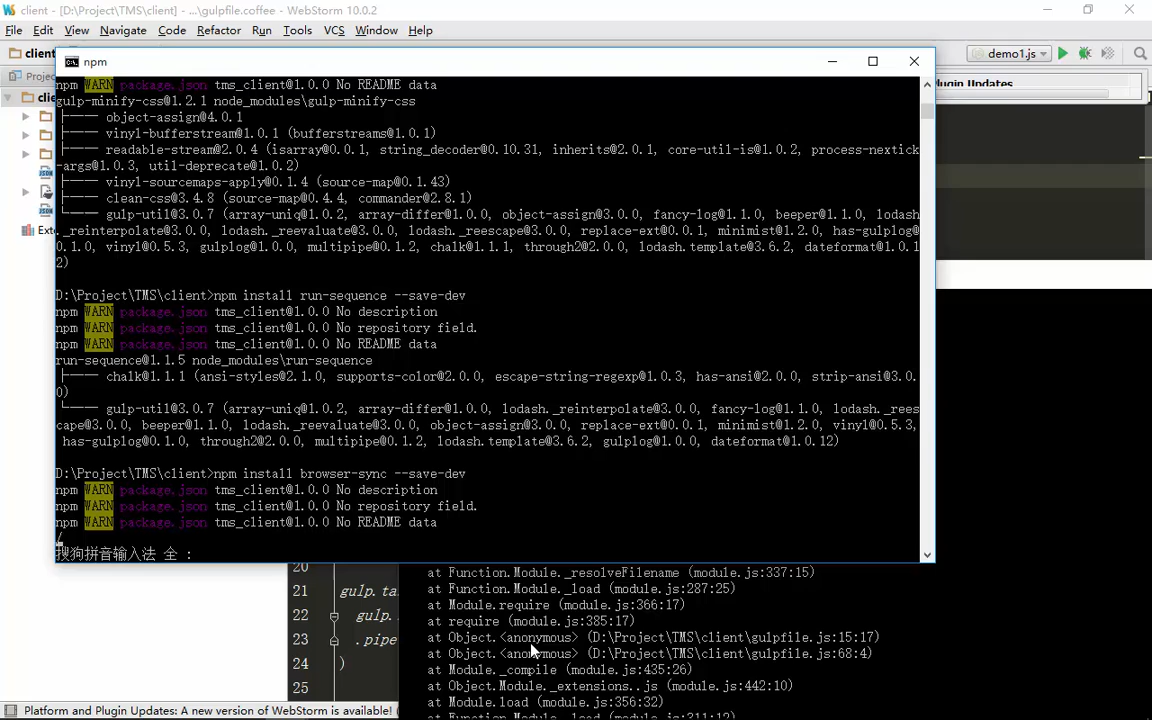 client - [D:\Project\TMS\client] - ...\gulpfile.coffee - WebStorm 10.0.2
File Edit View Navigate Code Refactor Run Tools VCS Window Help
client
demo1.js
npm
Plugin Updates
npm WARN package.json tms_client@1.0.0 No README data
gulp-minify-css@1.2.1 node_modules\gulp-minify-css
├── object-assign@4.0.1
├── vinyl-bufferstream@1.0.1 (bufferstreams@1.0.1)
├── readable-stream@2.0.4 (isarray@0.0.1, string_decoder@0.10.31, inherits@2.0.1, core-util-is@1.0.2, process-nextick
-args@1.0.3, util-deprecate@1.0.2)
├── vinyl-sourcemaps-apply@0.1.4 (source-map@0.1.43)
├── clean-css@3.4.8 (source-map@0.4.4, commander@2.8.1)
└── gulp-util@3.0.7 (array-uniq@1.0.2, array-differ@1.0.0, object-assign@3.0.0, fancy-log@1.1.0, beeper@1.1.0, lodash
._reinterpolate@3.0.0, lodash._reevaluate@3.0.0, lodash._reescape@3.0.0, replace-ext@0.0.1, minimist@1.2.0, has-gulplog@
0.1.0, vinyl@0.5.3, gulplog@1.0.0, multipipe@0.1.2, chalk@1.1.1, through2@2.0.0, lodash.template@3.6.2, dateformat@1.0.1
2)
D:\Project\TMS\client>npm install run-sequence --save-dev
npm WARN package.json tms_client@1.0.0 No description
npm WARN package.json tms_client@1.0.0 No repository field.
npm WARN package.json tms_client@1.0.0 No README data
run-sequence@1.1.5 node_modules\run-sequence
├── chalk@1.1.1 (ansi-styles@2.1.0, supports-color@2.0.0, escape-string-regexp@1.0.3, has-ansi@2.0.0, strip-ansi@3.0.
0)
└── gulp-util@3.0.7 (array-uniq@1.0.2, array-differ@1.0.0, lodash._reinterpolate@3.0.0, fancy-log@1.1.0, lodash._rees
cape@3.0.0, beeper@1.1.0, lodash._reevaluate@3.0.0, object-assign@3.0.0, replace-ext@0.0.1, minimist@1.2.0, vinyl@0.5.3,
has-gulplog@0.1.0, through2@2.0.0, multipipe@0.1.2, lodash.template@3.6.2, gulplog@1.0.0, dateformat@1.0.12)
D:\Project\TMS\client>npm install browser-sync --save-dev
npm WARN package.json tms_client@1.0.0 No description
npm WARN package.json tms_client@1.0.0 No repository field.
npm WARN package.json tms_client@1.0.0 No README data
/
搜狗拼音输入法 全 :
Proje
clie
Exte
20
21 gulp.ta
22 gulp.
23 .pipe
24 )
25
at Function.Module._resolveFilename (module.js:337:15)
at Function.Module._load (module.js:287:25)
at Module.require (module.js:366:17)
at require (module.js:385:17)
at Object.<anonymous> (D:\Project\TMS\client\gulpfile.js:15:17)
at Object.<anonymous> (D:\Project\TMS\client\gulpfile.js:68:4)
at Module._compile (module.js:435:26)
at Object.Module._extensions..js (module.js:442:10)
at Module.load (module.js:356:32)
at Function.Module._load (module.js:311:12)
Platform and Plugin Updates: A new version of WebStorm is available! (